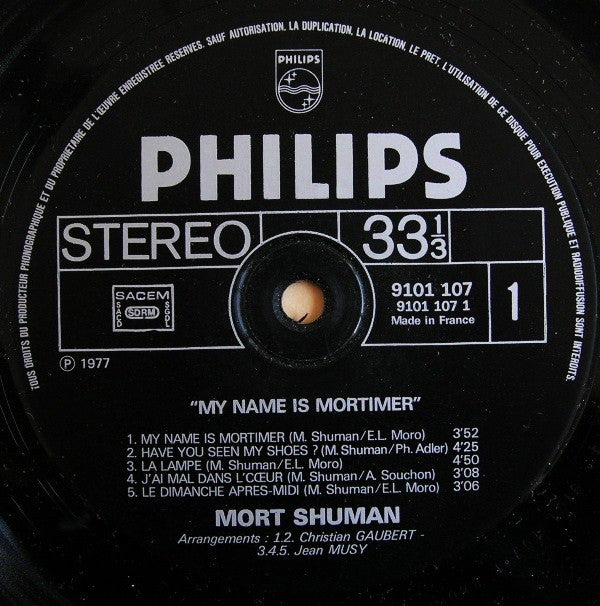 TOUS DROITS DU PRODUCTEUR PHONOGRAPHIQUE ET DU PROPRIETAIRE DE L'ŒUVRE ENREGISTREE RESERVES. SAUF AUTORISATION, LA DUPLICATION, LA LOCATION, LE PRET, L'UTILISATION DE CE DISQUE POUR EXECUTION PUBLIQUE ET RADIODIFFUSION SONT INTERDITS.
PHILIPS
PHILIPS
STEREO 33 1/3
SACEM
SACD SDRM SGDL
9101 107
9101 107 1
Made in France
1
℗ 1977
"MY NAME IS MORTIMER"
1. MY NAME IS MORTIMER (M. Shuman/E.L. Moro) 3'52
2. HAVE YOU SEEN MY SHOES ? (M. Shuman/Ph. Adler) 4'25
3. LA LAMPE (M. Shuman/E.L. Moro) 4'50
4. J'AI MAL DANS L'CŒUR (M. Shuman/A. Souchon) 3'08
5. LE DIMANCHE APRES-MIDI (M. Shuman/E.L. Moro) 3'06
MORT SHUMAN
Arrangements : 1.2. Christian GAUBERT -
3.4.5. Jean MUSY